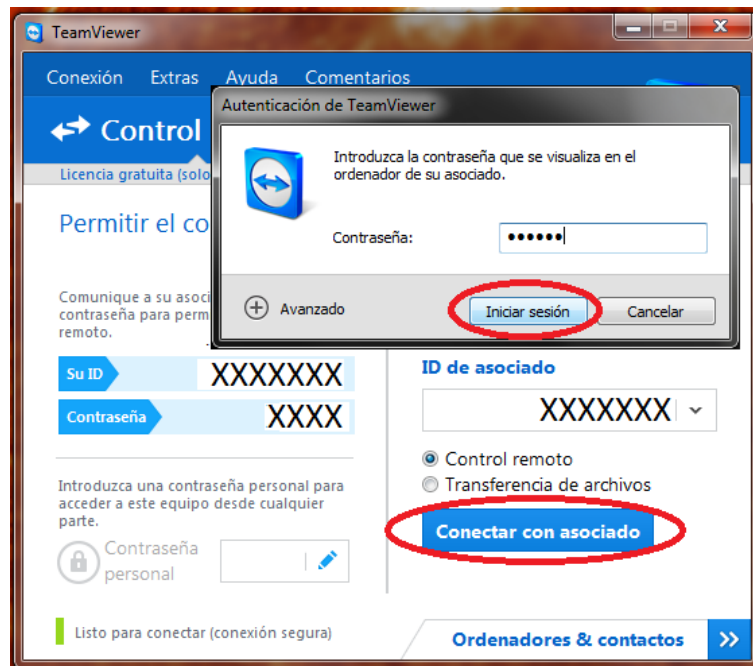 TeamViewer
Conexión Extras Ayuda Comentarios
Autenticación de TeamViewer
Control
Introduzca la contraseña que se visualiza en el
ordenador de su asociado.
Licencia gratuita (solo
Permitir el co
Contraseña: ••••••
Avanzado
Iniciar sesión
Cancelar
Comunique a su asoci
contraseña para perm
remoto.
Su ID XXXXXXX
Contraseña XXXX
Introduzca una contraseña personal para
acceder a este equipo desde cualquier
parte.
Contraseña
personal
ID de asociado
XXXXXXX
Control remoto
Transferencia de archivos
Conectar con asociado
Listo para conectar (conexión segura)
Ordenadores & contactos